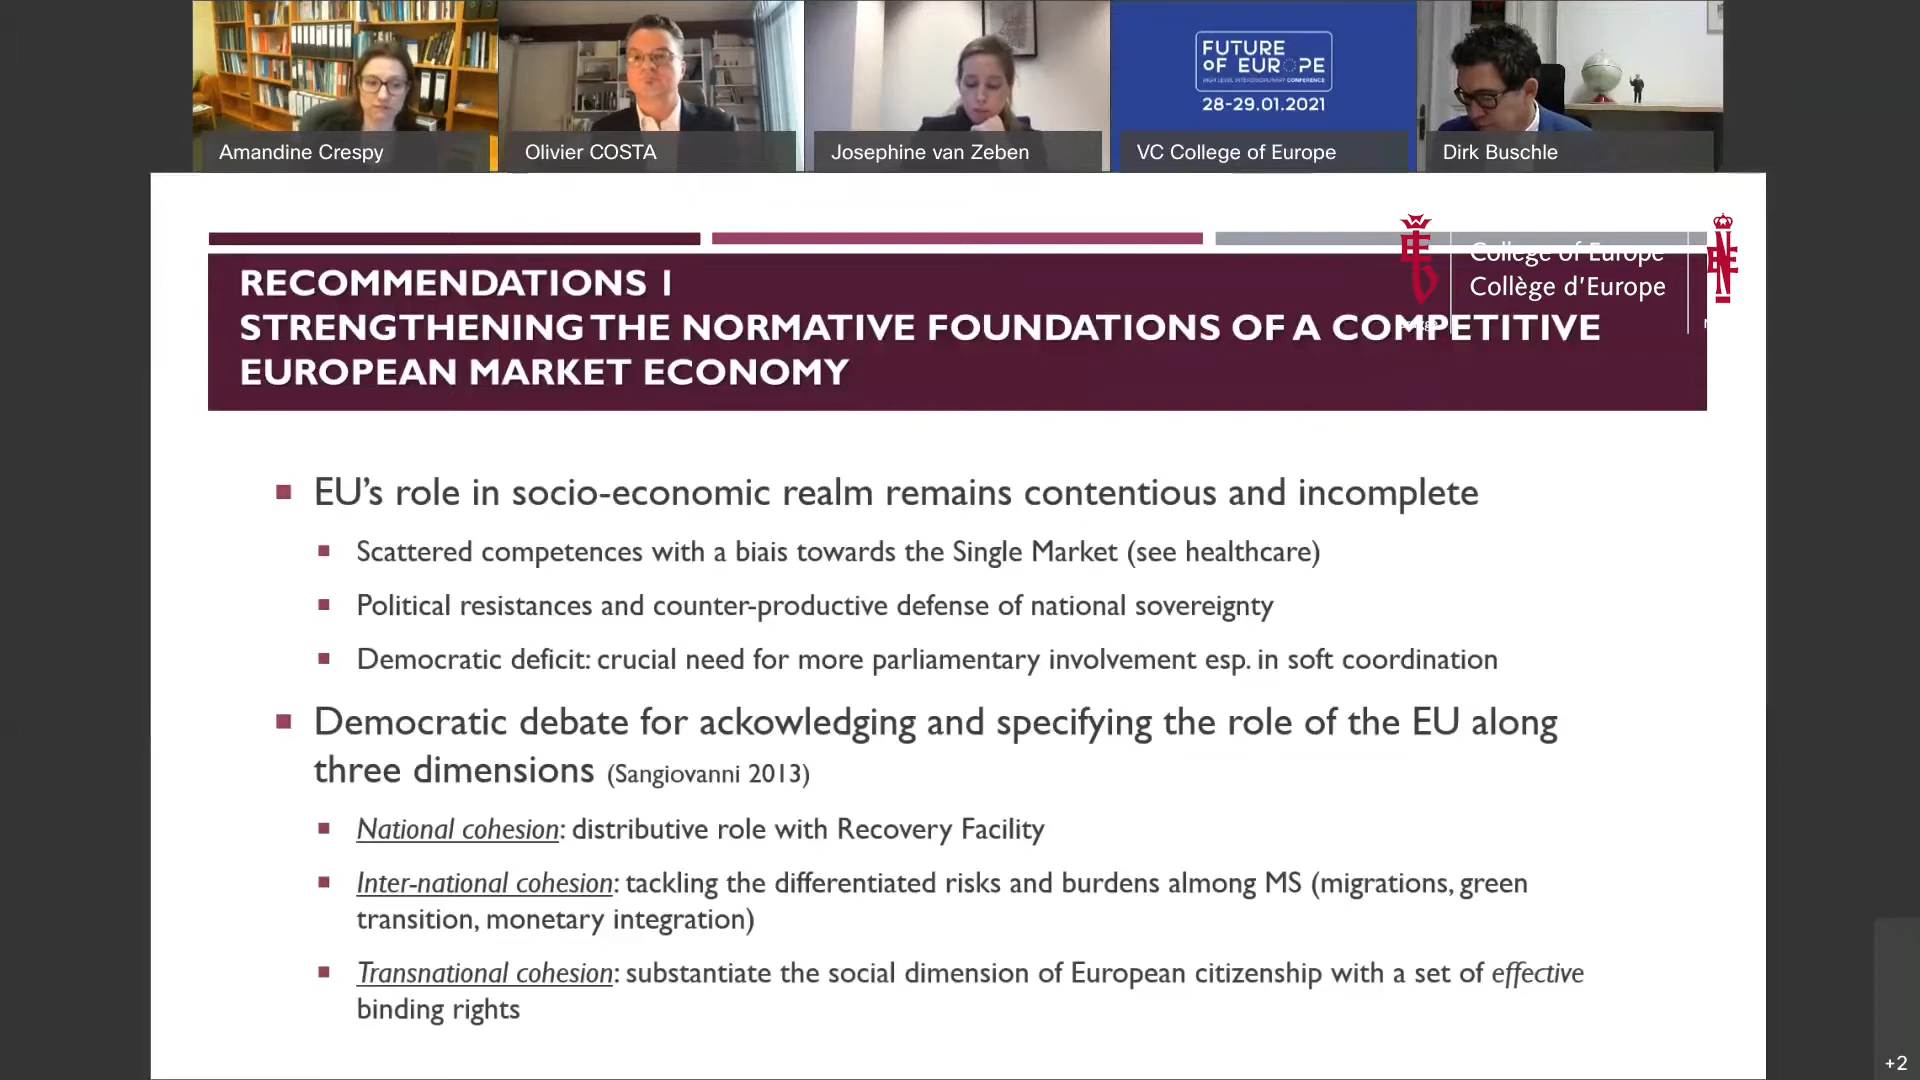 FUTURE
OF EUROPE
HIGH LEVEL INTERDISCIPLINARY CONFERENCE
28-29.01.2021
Amandine Crespy
Olivier COSTA
Josephine van Zeben
VC College of Europe
Dirk Buschle
College of Europe
Collège d'Europe
RECOMMENDATIONS I
STRENGTHENING THE NORMATIVE FOUNDATIONS OF A COMPETITIVE
EUROPEAN MARKET ECONOMY
EU's role in socio-economic realm remains contentious and incomplete
Scattered competences with a biais towards the Single Market (see healthcare)
Political resistances and counter-productive defense of national sovereignty
Democratic deficit: crucial need for more parliamentary involvement esp. in soft coordination
Democratic debate for ackowledging and specifying the role of the EU along
three dimensions (Sangiovanni 2013)
National cohesion: distributive role with Recovery Facility
Inter-national cohesion: tackling the differentiated risks and burdens almong MS (migrations, green
transition, monetary integration)
Transnational cohesion: substantiate the social dimension of European citizenship with a set of effective
binding rights
+2